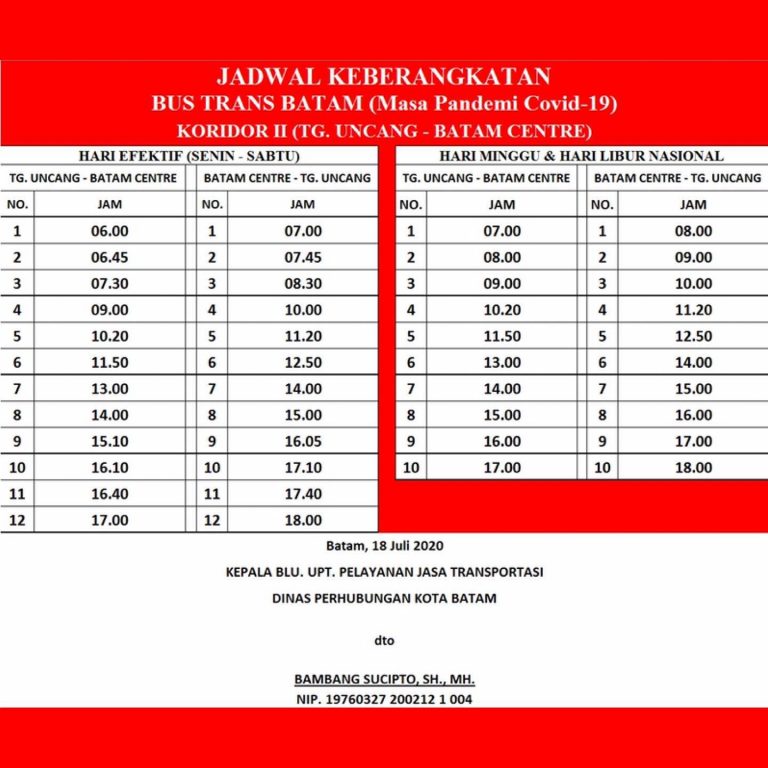 JADWAL KEBERANGKATAN
BUS TRANS BATAM (Masa Pandemi Covid-19)
KORIDOR II (TG. UNCANG - BATAM CENTRE)
HARI EFEKTIF (SENIN - SABTU)
TG. UNCANG - BATAM CENTRE BATAM CENTRE - TG. UNCANG
NO. JAM NO. JAM
1 06.00 1 07.00
2 06.45 2 07.45
3 07.30 3 08.30
4 09.00 4 10.00
5 10.20 5 11.20
6 11.50 6 12.50
7 13.00 7 14.00
8 14.00 8 15.00
9 15.10 9 16.05
10 16.10 10 17.10
11 16.40 11 17.40
12 17.00 12 18.00
HARI MINGGU & HARI LIBUR NASIONAL
TG. UNCANG - BATAM CENTRE BATAM CENTRE - TG. UNCANG
NO. JAM NO. JAM
1 07.00 1 08.00
2 08.00 2 09.00
3 09.00 3 10.00
4 10.20 4 11.20
5 11.50 5 12.50
6 13.00 6 14.00
7 14.00 7 15.00
8 15.00 8 16.00
9 16.00 9 17.00
10 17.00 10 18.00
Batam, 18 Juli 2020
KEPALA BLU. UPT. PELAYANAN JASA TRANSPORTASI
DINAS PERHUBUNGAN KOTA BATAM
dto
BAMBANG SUCIPTO, SH., MH.
NIP. 19760327 200212 1 004